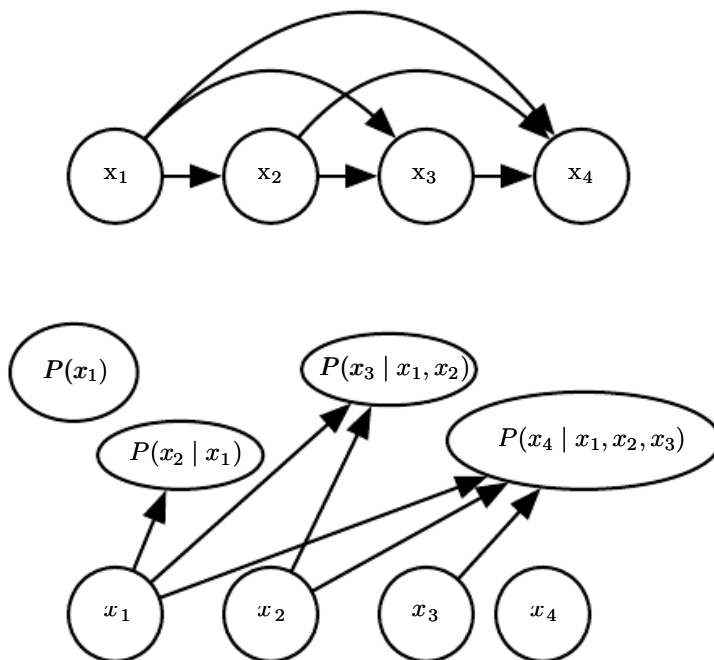 x₁ x₂ x₃ x₄
P(x₁)
P(x₃ | x₁, x₂)
P(x₂ | x₁)
P(x₄ | x₁, x₂, x₃)
x₁ x₂ x₃ x₄